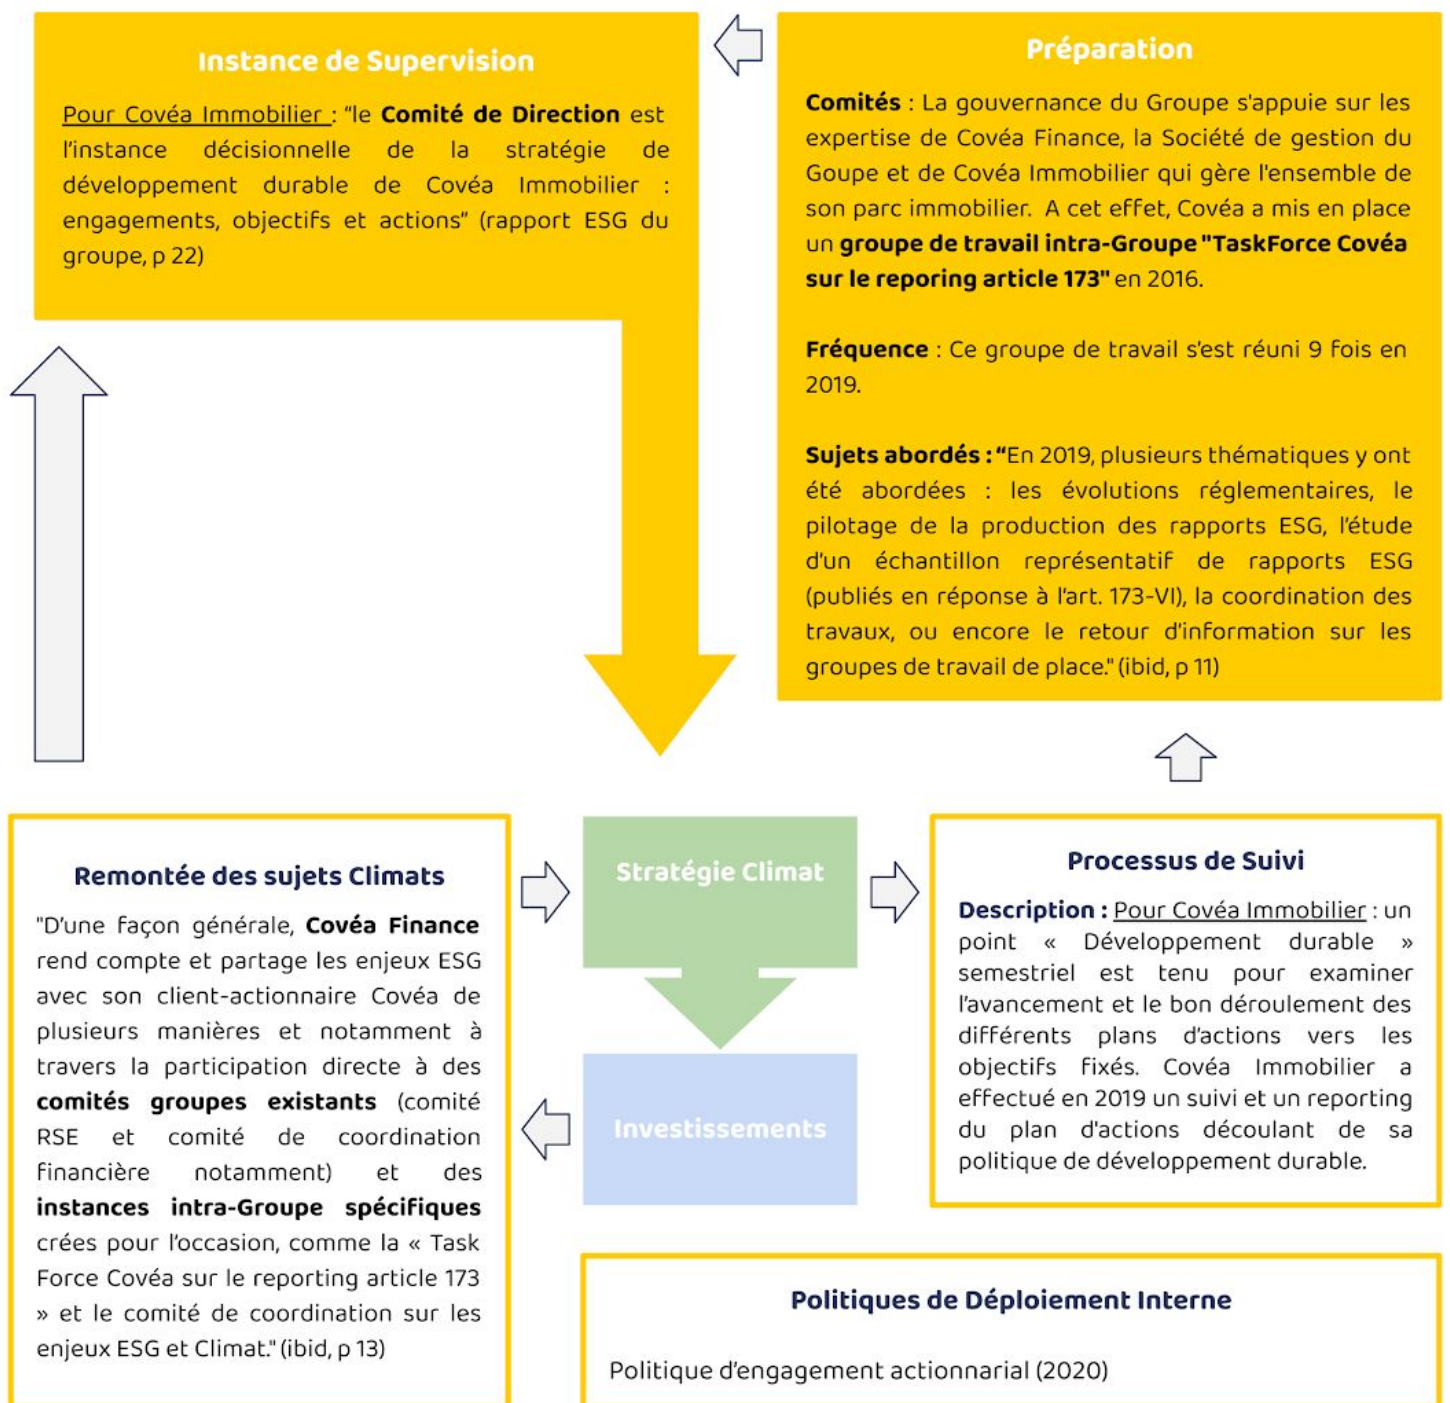 Instance de Supervision
Pour Covéa Immobilier : "le Comité de Direction est
l'instance décisionnelle de la stratégie de
développement durable de Covéa Immobilier :
engagements, objectifs et actions" (rapport ESG du
groupe, p 22)
Préparation
Comités : La gouvernance du Groupe s'appuie sur les
expertise de Covéa Finance, la Société de gestion du
Goupe et de Covéa Immobilier qui gère l'ensemble de
son parc immobilier. A cet effet, Covéa a mis en place
un groupe de travail intra-Groupe "TaskForce Covéa
sur le reporing article 173" en 2016.
Fréquence : Ce groupe de travail s'est réuni 9 fois en
2019.
Sujets abordés : "En 2019, plusieurs thématiques y ont
été abordées : les évolutions réglementaires, le
pilotage de la production des rapports ESG, l'étude
d'un échantillon représentatif de rapports ESG
(publiés en réponse à l'art. 173-VI), la coordination des
travaux, ou encore le retour d'information sur les
groupes de travail de place." (ibid, p 11)
Remontée des sujets Climats
"D'une façon générale, Covéa Finance
rend compte et partage les enjeux ESG
avec son client-actionnaire Covéa de
plusieurs manières et notamment à
travers la participation directe à des
comités groupes existants (comité
RSE et comité de coordination
financière notamment) et des
instances intra-Groupe spécifiques
crées pour l'occasion, comme la « Task
Force Covéa sur le reporting article 173
» et le comité de coordination sur les
enjeux ESG et Climat." (ibid, p 13)
Stratégie Climat
Investissements
Processus de Suivi
Description : Pour Covéa Immobilier : un
point « Développement durable »
semestriel est tenu pour examiner
l'avancement et le bon déroulement des
différents plans d'actions vers les
objectifs fixés. Covéa Immobilier a
effectué en 2019 un suivi et un reporting
du plan d'actions découlant de sa
politique de développement durable.
Politiques de Déploiement Interne
Politique d'engagement actionnarial (2020)